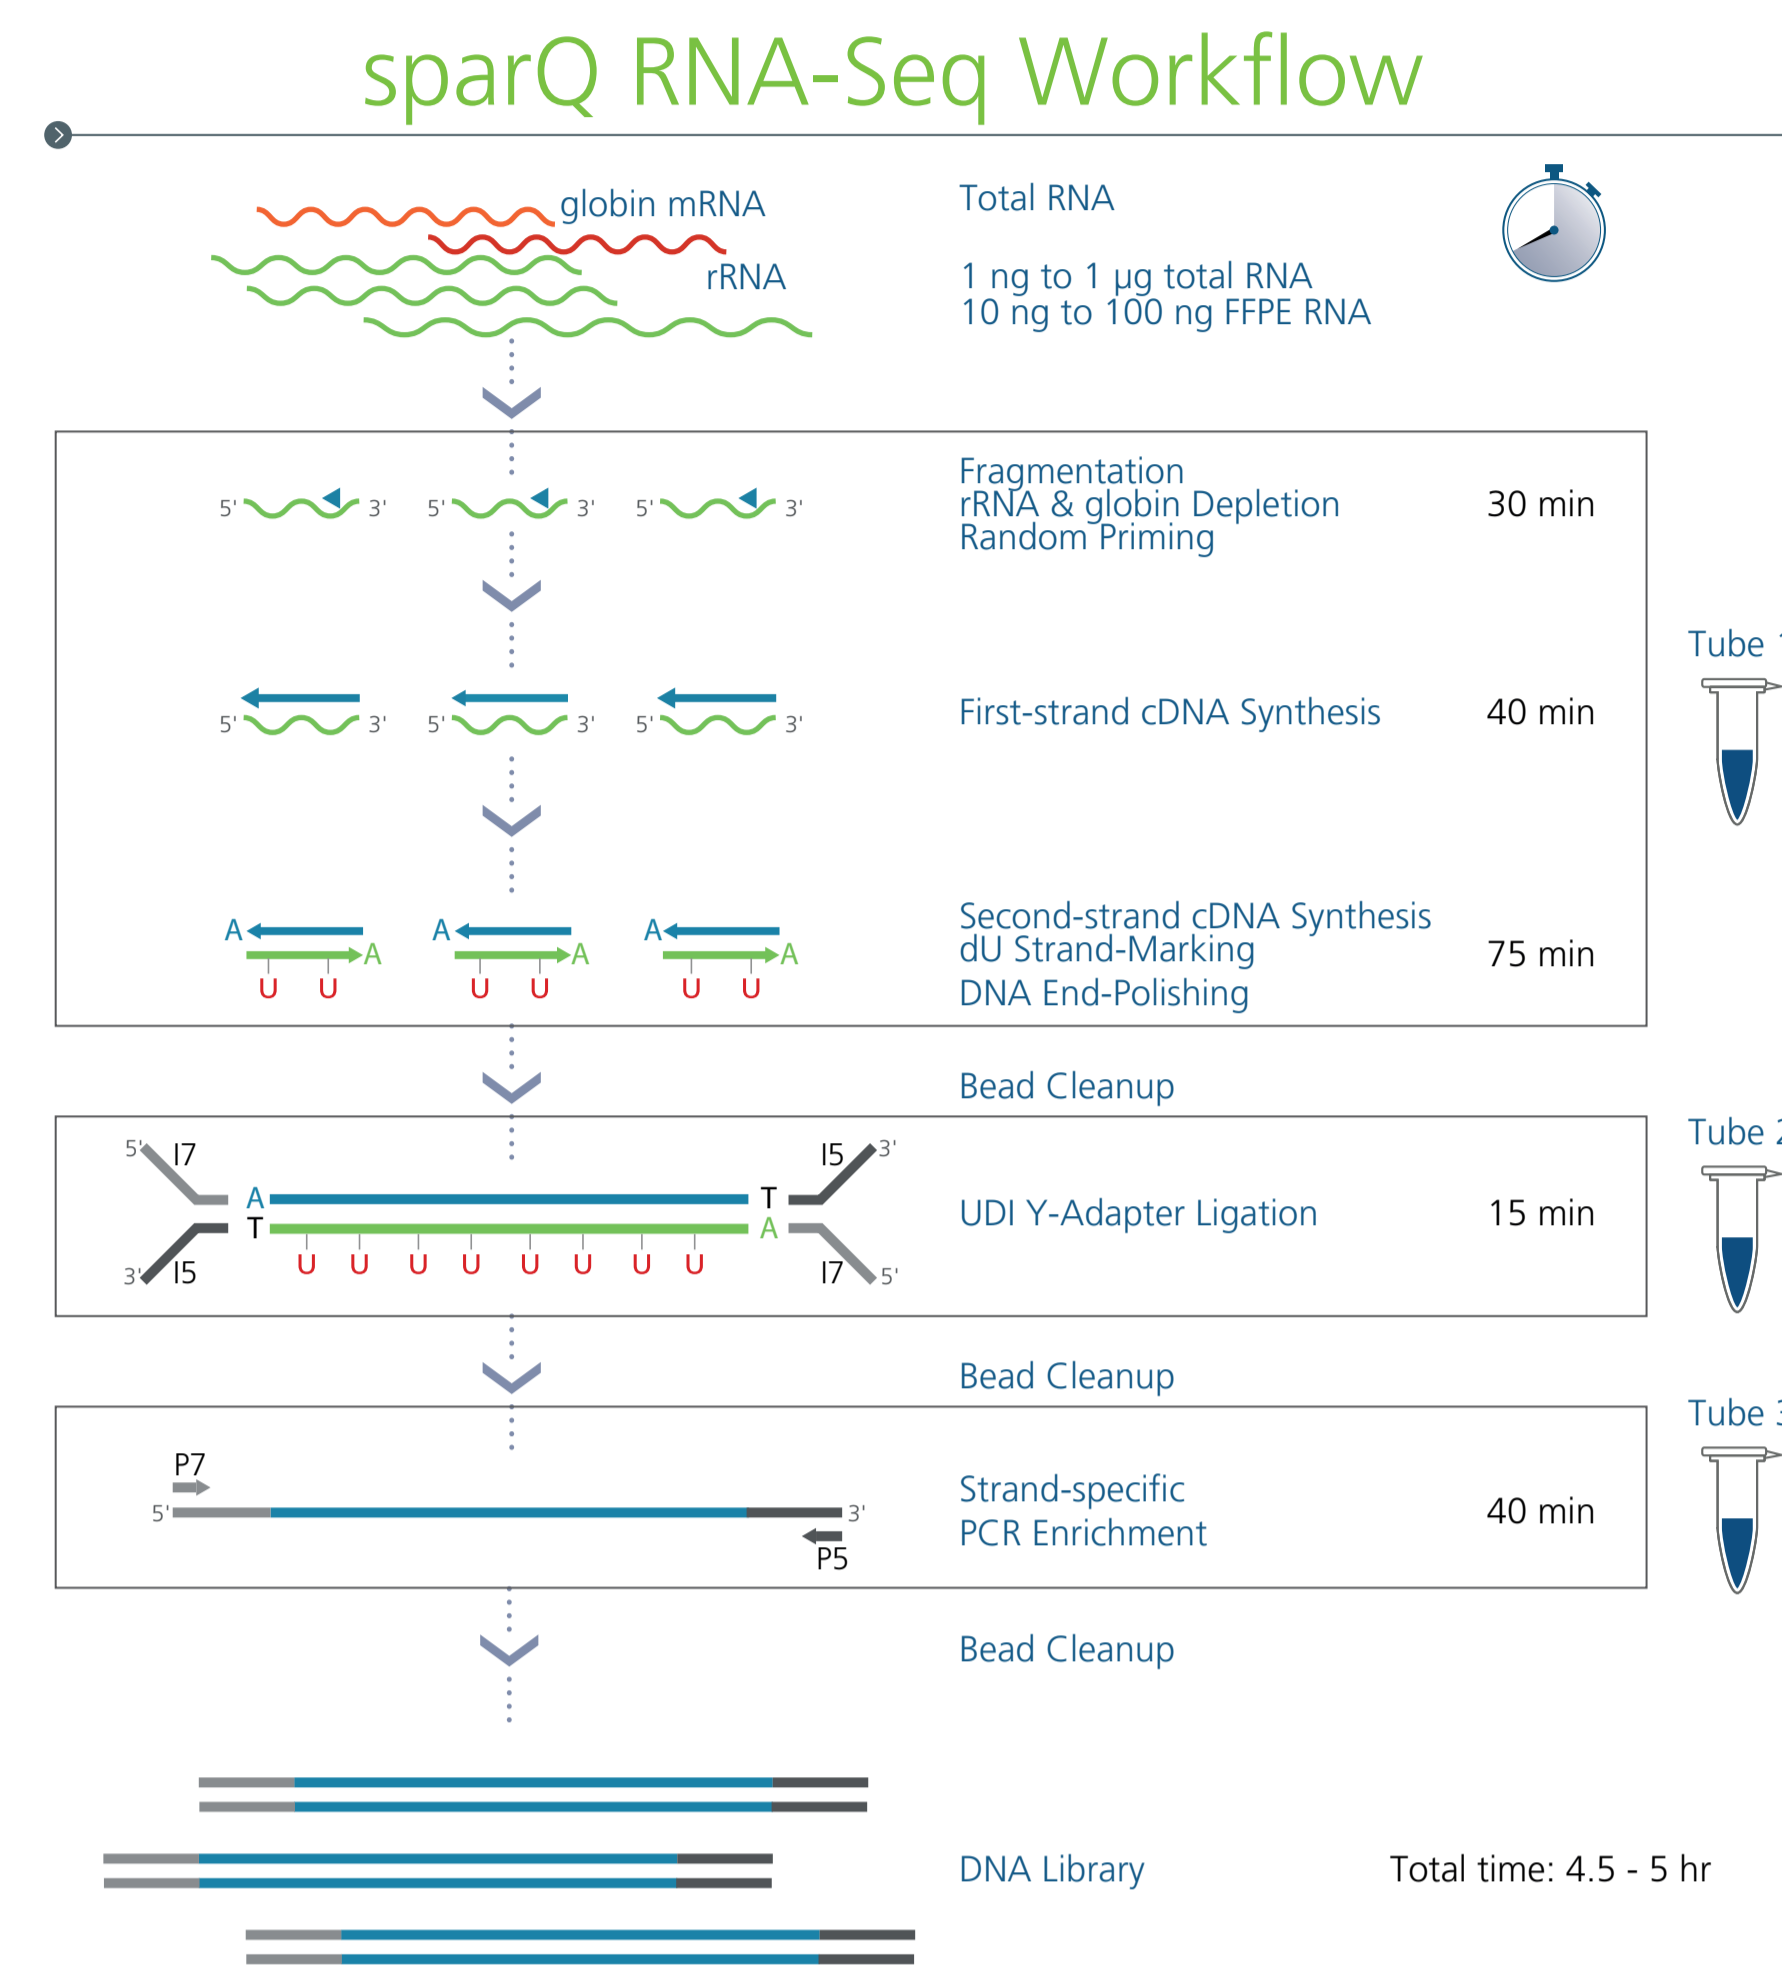 sparQ RNA-Seq Workflow
globin mRNA
rRNA
Total RNA
1 ng to 1 µg total RNA
10 ng to 100 ng FFPE RNA
5' 3' 5' 3' 5' 3'
Fragmentation
rRNA & globin Depletion
Random Priming
30 min
Tube 1
5' 3' 5' 3' 5' 3'
First-strand cDNA Synthesis
40 min
A A A
A A A
U U U U U U
Second-strand cDNA Synthesis
dU Strand-Marking
DNA End-Polishing
75 min
Bead Cleanup
Tube 2
5' I7 I5 3'
A T
T A
U U U U U U U U
3' I5 I7 5'
UDI Y-Adapter Ligation
15 min
Bead Cleanup
Tube 3
P7
5' 3'
P5
Strand-specific
PCR Enrichment
40 min
Bead Cleanup
DNA Library
Total time: 4.5 - 5 hr